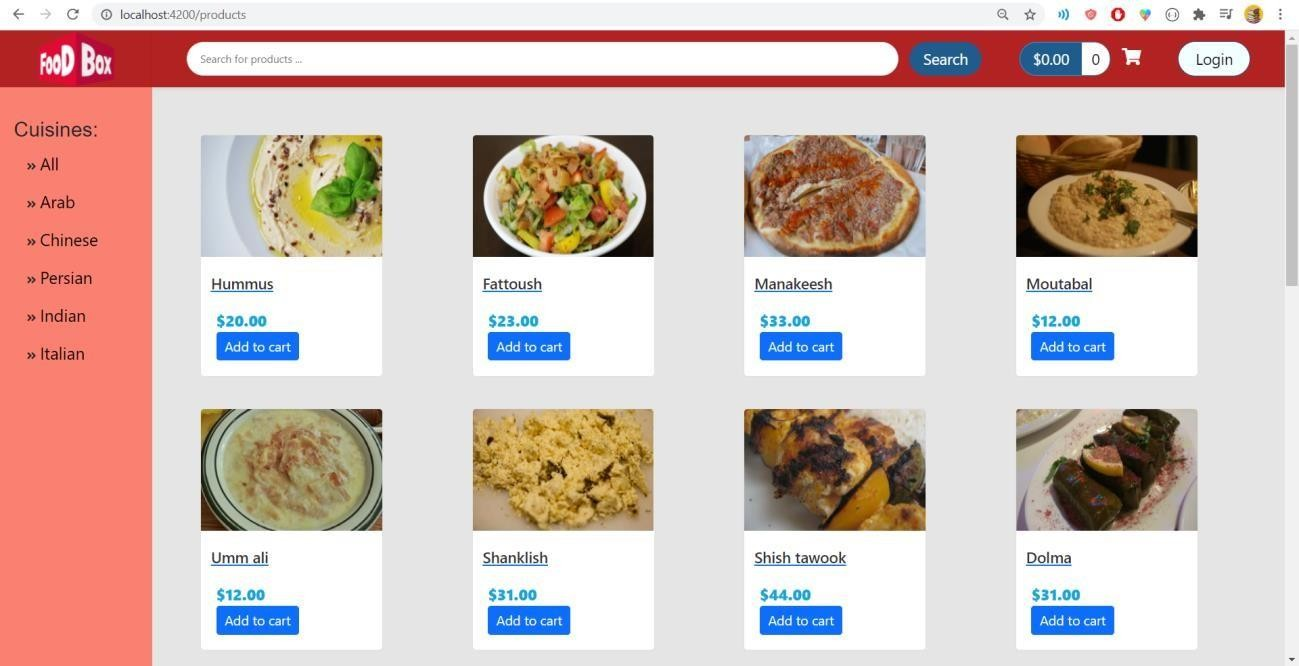 localhost:4200/products
FooD Box
Search for products ...
Search
$0.00 0
Login
Cuisines:
» All
» Arab
» Chinese
» Persian
» Indian
» Italian
Hummus
$20.00
Add to cart
Fattoush
$23.00
Add to cart
Manakeesh
$33.00
Add to cart
Moutabal
$12.00
Add to cart
Umm ali
$12.00
Add to cart
Shanklish
$31.00
Add to cart
Shish tawook
$44.00
Add to cart
Dolma
$31.00
Add to cart